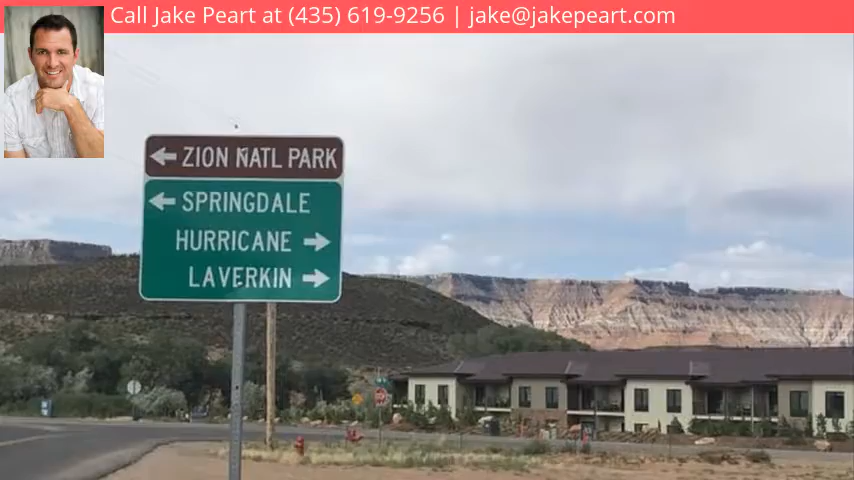 Call Jake Peart at (435) 619-9256 | jake@jakepeart.com
ZION NATL PARK
SPRINGDALE
HURRICANE
LAVERKIN